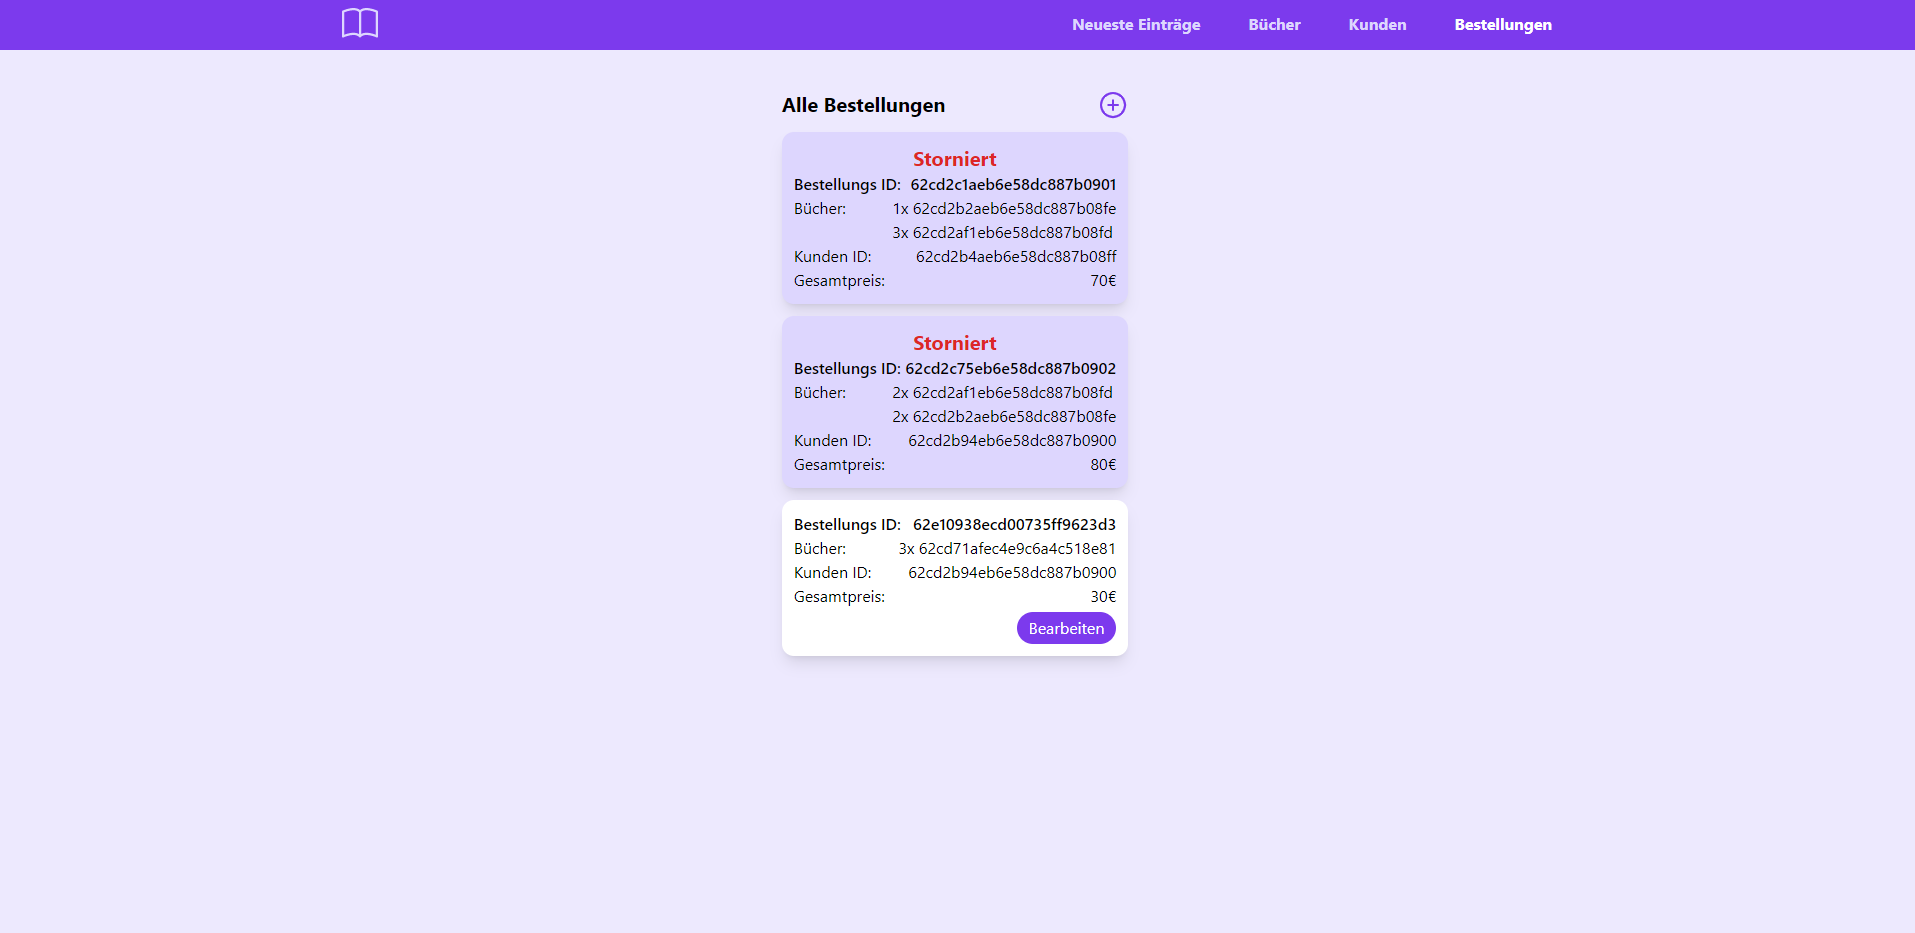 Neueste Einträge Bücher Kunden Bestellungen
Alle Bestellungen
Storniert
Bestellungs ID: 62cd2c1aeb6e58dc887b0901
Bücher: 1x 62cd2b2aeb6e58dc887b08fe
3x 62cd2af1eb6e58dc887b08fd
Kunden ID: 62cd2b4aeb6e58dc887b08ff
Gesamtpreis: 70€
Storniert
Bestellungs ID: 62cd2c75eb6e58dc887b0902
Bücher: 2x 62cd2af1eb6e58dc887b08fd
2x 62cd2b2aeb6e58dc887b08fe
Kunden ID: 62cd2b94eb6e58dc887b0900
Gesamtpreis: 80€
Bestellungs ID: 62e10938ecd00735ff9623d3
Bücher: 3x 62cd71afec4e9c6a4c518e81
Kunden ID: 62cd2b94eb6e58dc887b0900
Gesamtpreis: 30€
Bearbeiten